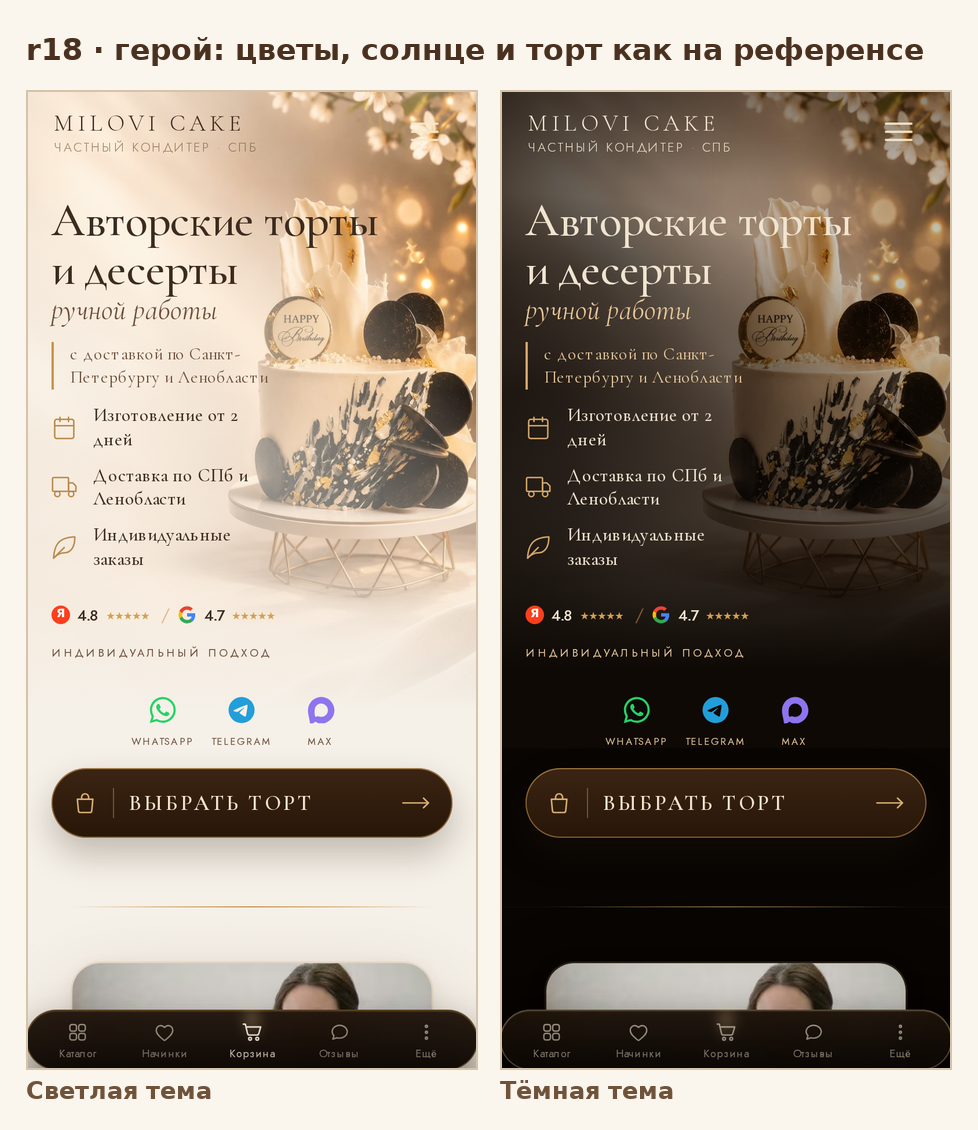 r18 · герой: цветы, солнце и торт как на референсе
MILOVI CAKE
ЧАСТНЫЙ КОНДИТЕР · СПБ
Авторские торты
и десерты
ручной работы
HAPPY
Birthday
с доставкой по Санкт-
Петербургу и Ленобласти
Изготовление от 2
дней
Доставка по СПб и
Ленобласти
Индивидуальные
заказы
Я 4.8 ★★★★★ / G 4.7 ★★★★★
ИНДИВИДУАЛЬНЫЙ ПОДХОД
WHATSAPP TELEGRAM MAX
ВЫБРАТЬ ТОРТ
Каталог Начинки Корзина Отзывы Ещё
Светлая тема
MILOVI CAKE
ЧАСТНЫЙ КОНДИТЕР · СПБ
Авторские торты
и десерты
ручной работы
HAPPY
Birthday
с доставкой по Санкт-
Петербургу и Ленобласти
Изготовление от 2
дней
Доставка по СПб и
Ленобласти
Индивидуальные
заказы
Я 4.8 ★★★★★ / G 4.7 ★★★★★
ИНДИВИДУАЛЬНЫЙ ПОДХОД
WHATSAPP TELEGRAM MAX
ВЫБРАТЬ ТОРТ
Каталог Начинки Корзина Отзывы Ещё
Тёмная тема